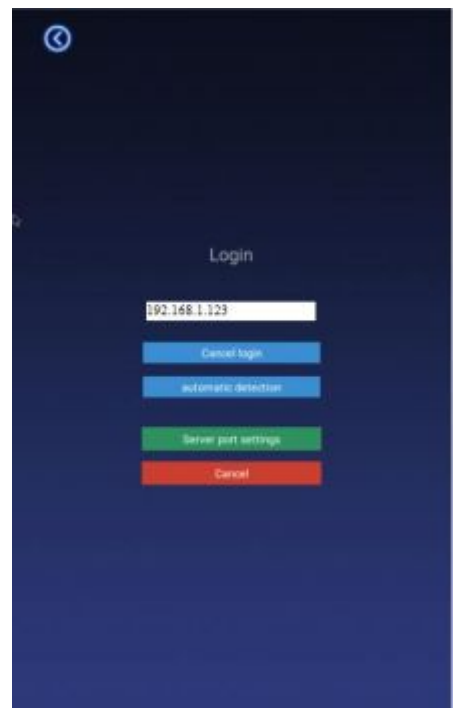 Login
192.168.1.123
Cancel login
automatic detection
Server port settings
Cancel